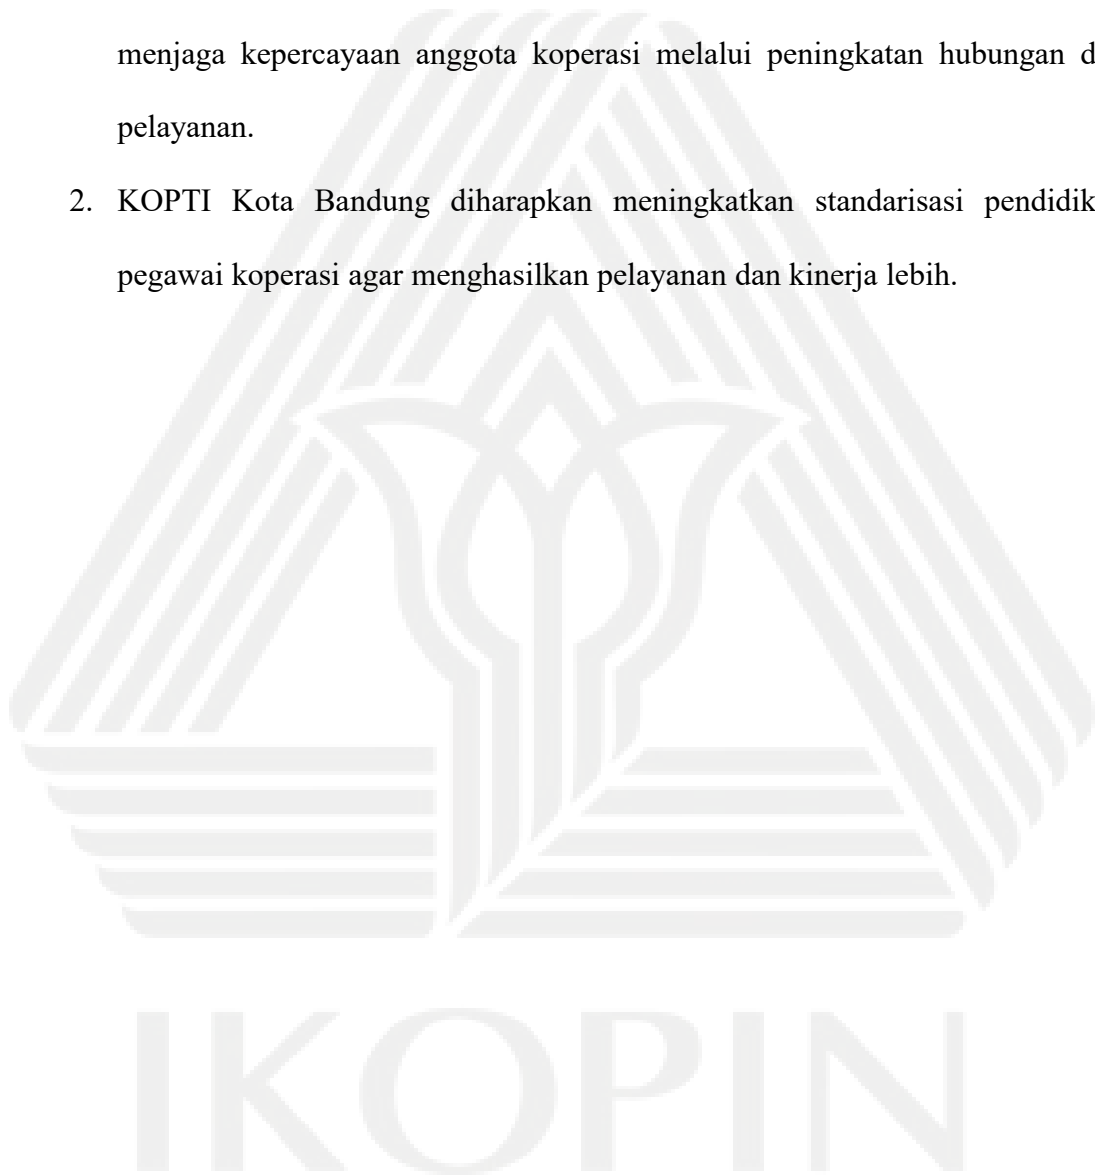 menjaga kepercayaan anggota koperasi melalui peningkatan hubungan d
pelayanan.
2. KOPTI Kota Bandung diharapkan meningkatkan standarisasi pendidik
pegawai koperasi agar menghasilkan pelayanan dan kinerja lebih.
IKOPIN